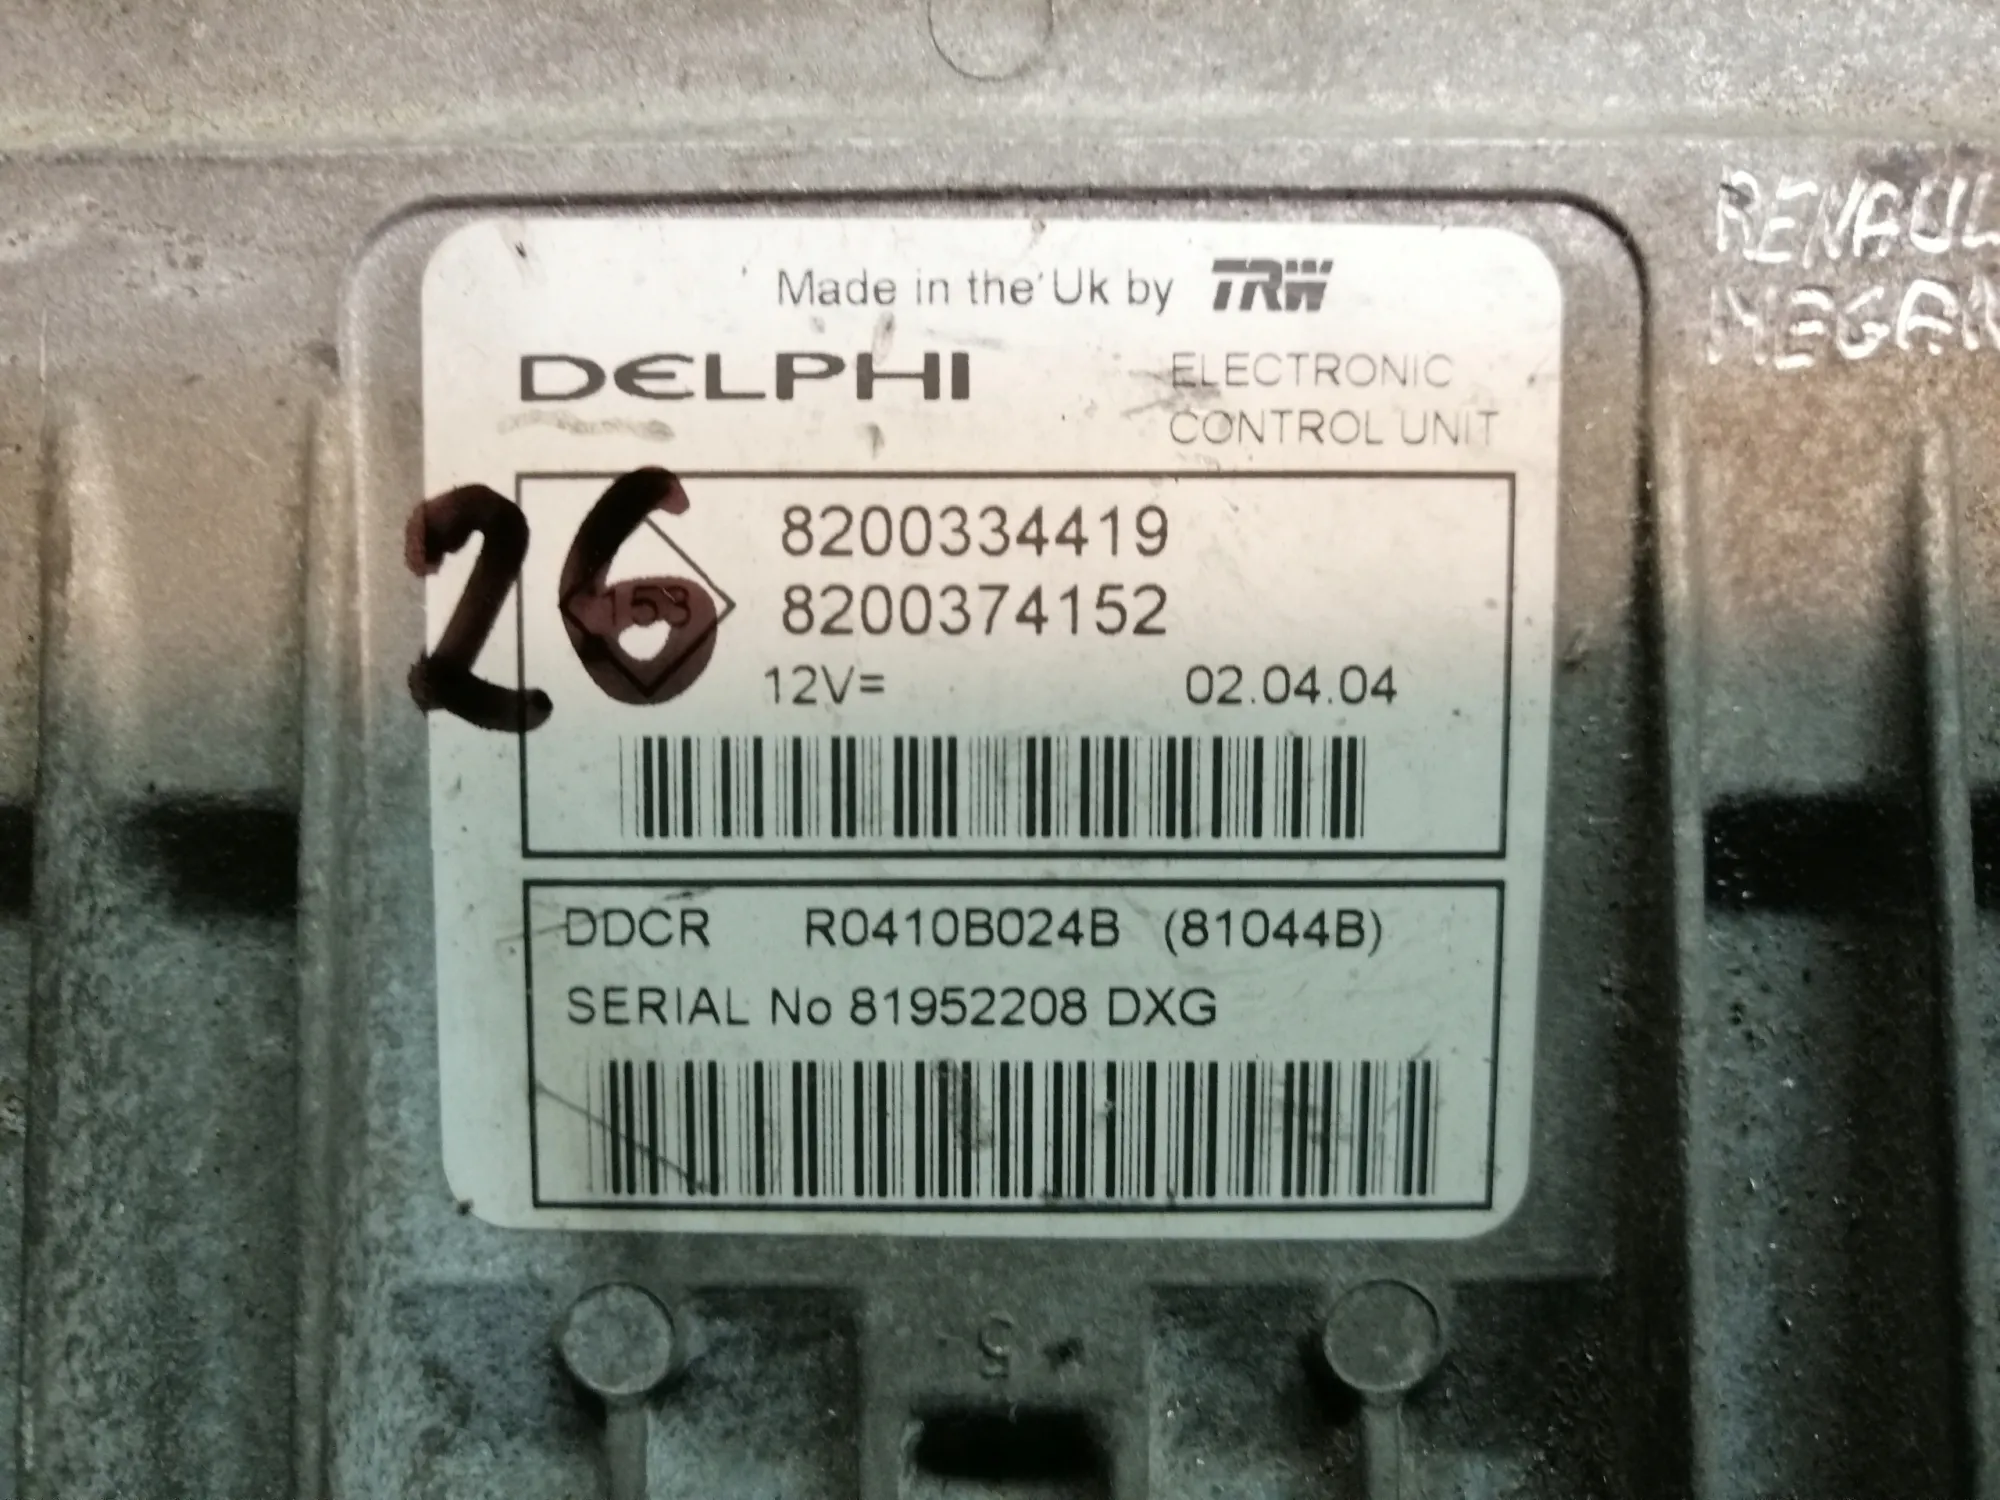 Made in the Uk by TRW
DELPHI
ELECTRONIC
CONTROL UNIT
RENAUL
MEGAN
26
153
8200334419
8200374152
12V=
02.04.04
DDCR R0410B024B (81044B)
SERIAL No 81952208 DXG
5